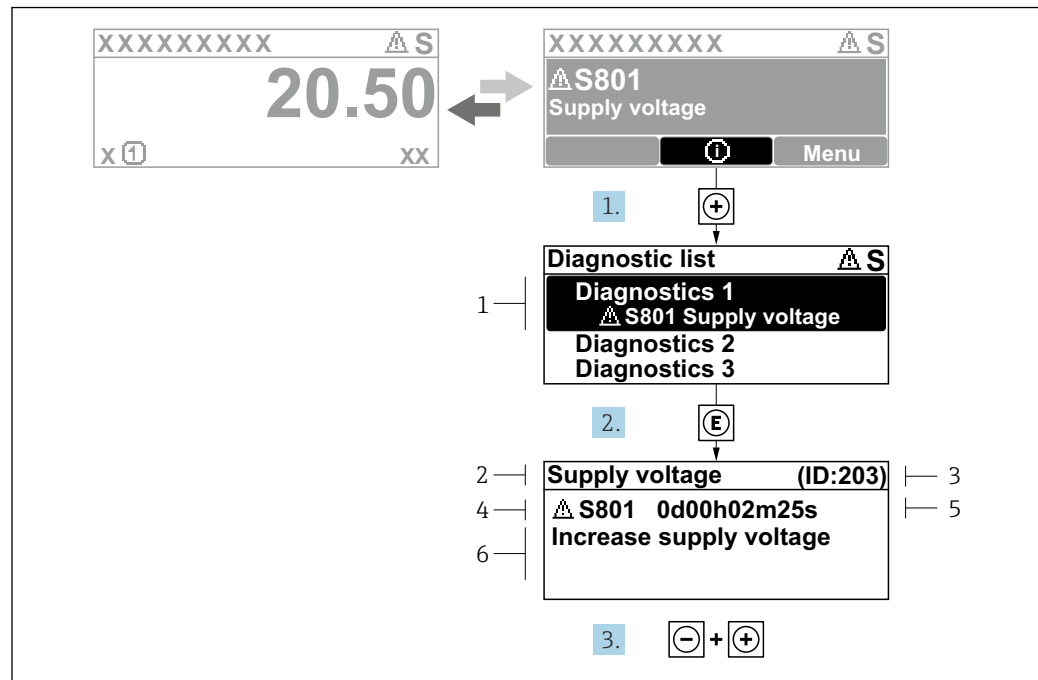 XXXXXXXXX ⚠ S
20.50
x ① xx
XXXXXXXXX ⚠ S
⚠ S801
Supply voltage
ⓘ Menu
1. +
Diagnostic list ⚠ S
1
Diagnostics 1
⚠ S801 Supply voltage
Diagnostics 2
Diagnostics 3
2. E
2 Supply voltage (ID:203) 3
4 ⚠ S801 0d00h02m25s 5
6 Increase supply voltage
3. - + +